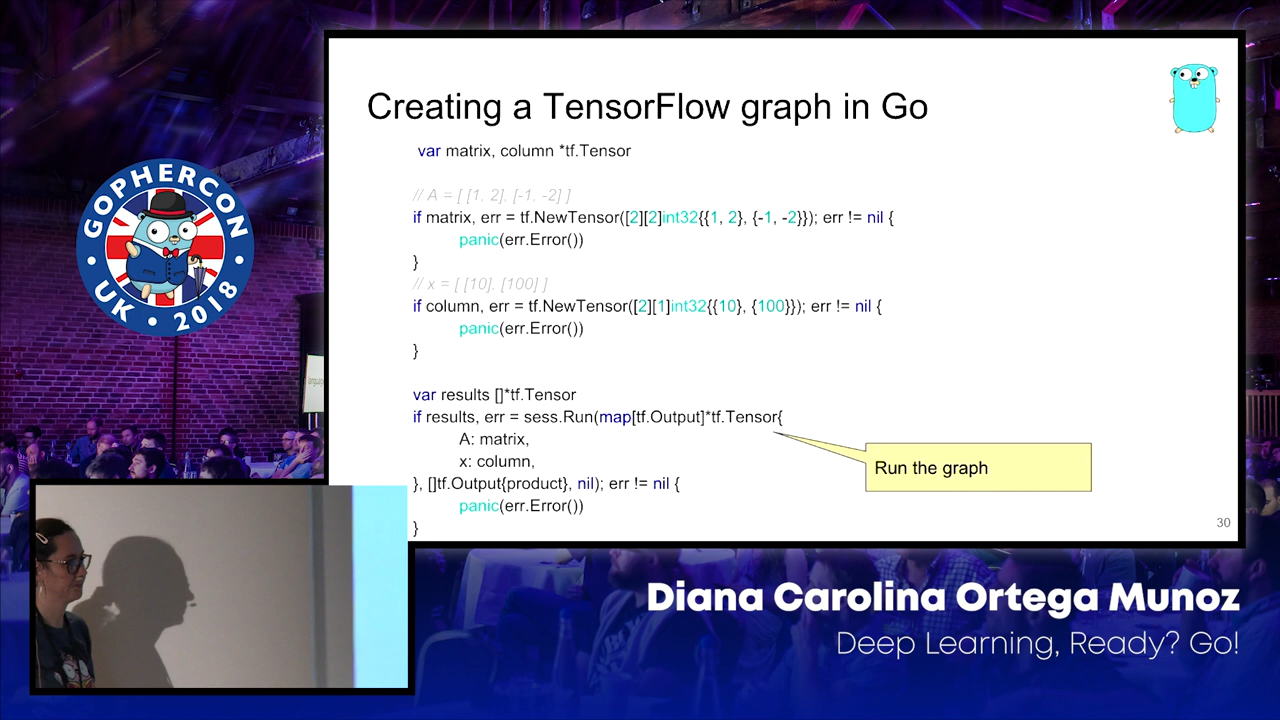 GOPHERCON
UK • 2018
Creating a TensorFlow graph in Go
var matrix, column *tf.Tensor
// A = [ [1, 2], [-1, -2] ]
if matrix, err = tf.NewTensor([2][2]int32{{1, 2}, {-1, -2}}); err != nil {
panic(err.Error())
}
// x = [ [10], [100] ]
if column, err = tf.NewTensor([2][1]int32{{10}, {100}}); err != nil {
panic(err.Error())
}
var results []*tf.Tensor
if results, err = sess.Run(map[tf.Output]*tf.Tensor{
A: matrix,
x: column,
}, []tf.Output{product}, nil); err != nil {
panic(err.Error())
}
Run the graph
30
Diana Carolina Ortega Munoz
Deep Learning, Ready? Go!